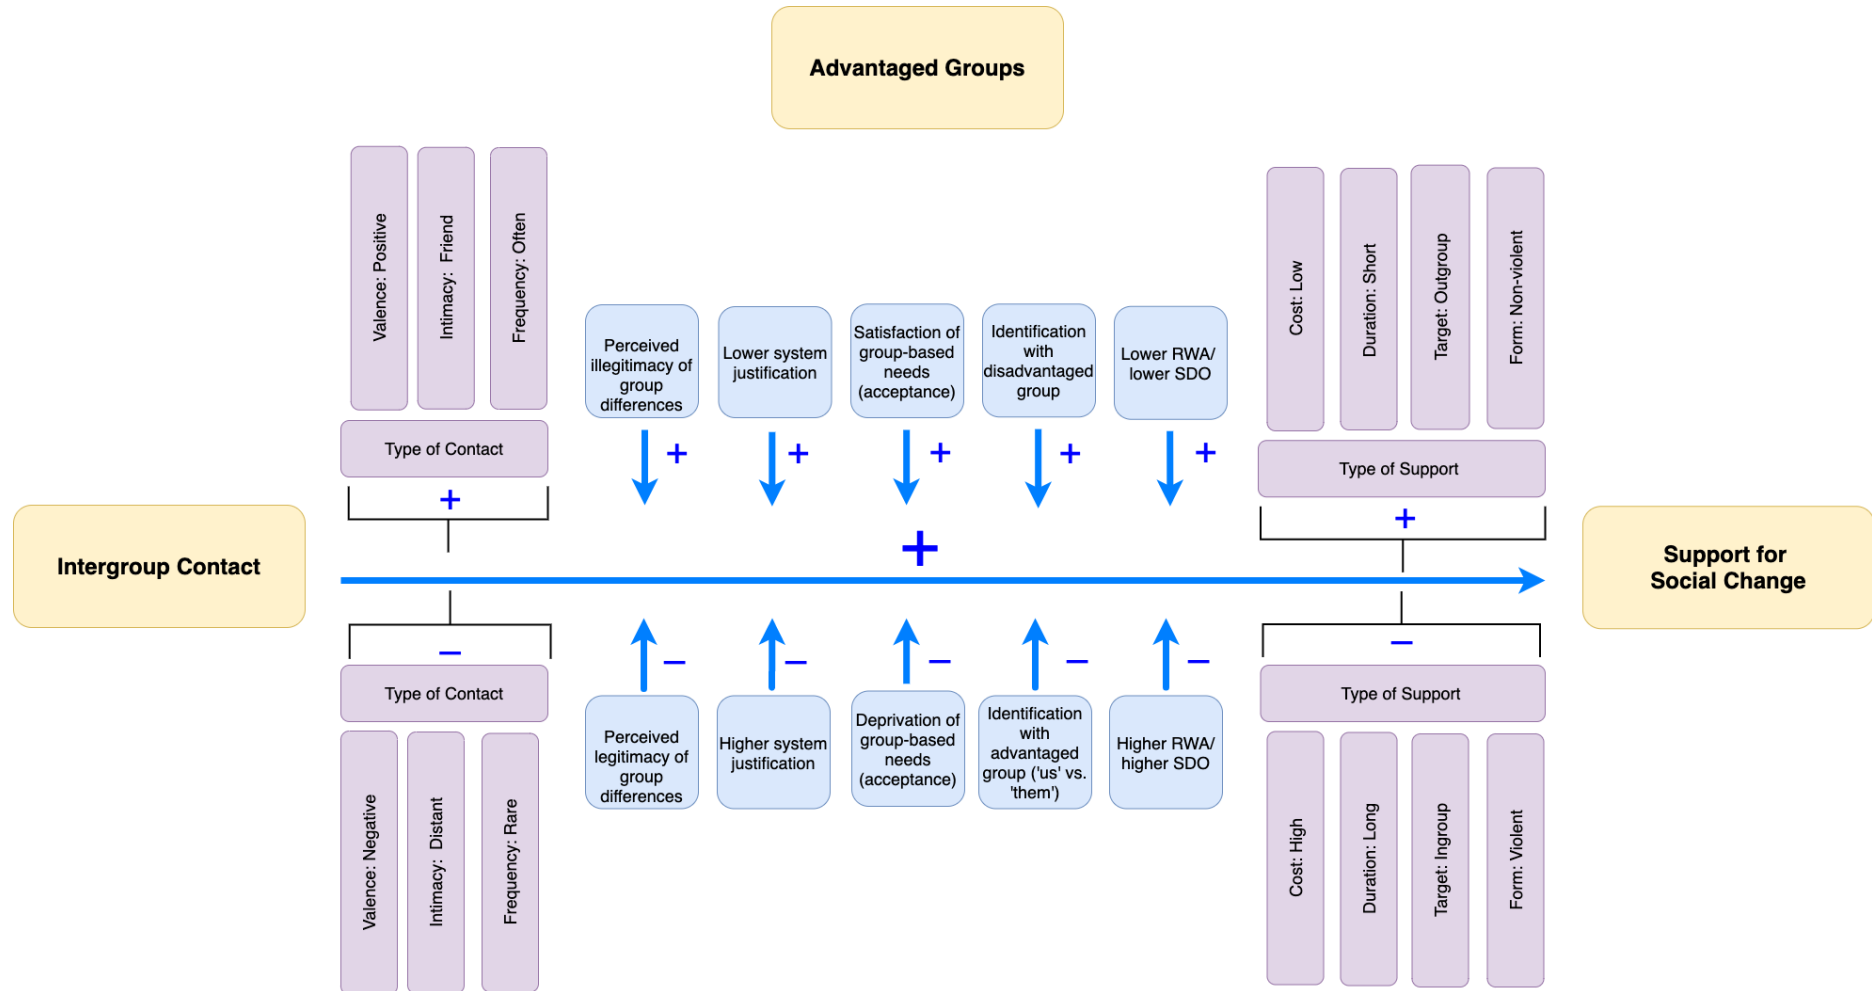 Advantaged Groups
Valence: Positive
Intimacy:  Friend
Frequency: Often
Type of Contact
+
Perceived
illegitimacy of
group
differences
Lower system
justification
Satisfaction of
group-based
needs
(acceptance)
Identification
with
disadvantaged
group
Lower RWA/
lower SDO
+
+
+
+
+
Cost: Low
Duration: Short
Target: Outgroup
Form: Non-violent
Type of Support
+
Intergroup Contact
+
Support for
Social Change
−
Type of Contact
Valence: Negative
Intimacy:  Distant
Frequency: Rare
−
−
−
−
−
Perceived
legitimacy of
group
differences
Higher system
justification
Deprivation of
group-based
needs
(acceptance)
Identification
with
advantaged
group ('us' vs.
'them')
Higher RWA/
higher SDO
−
Type of Support
Cost: High
Duration: Long
Target: Ingroup
Form: Violent